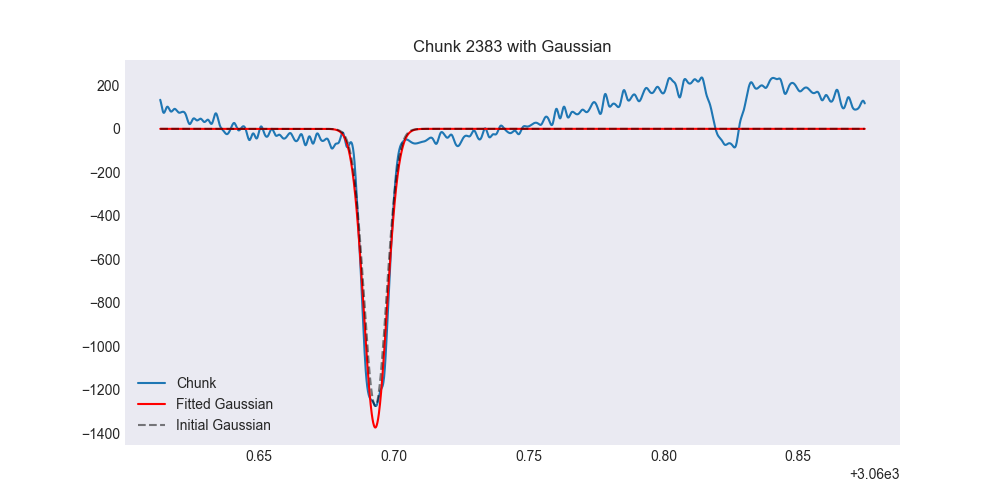 Chunk 2383 with Gaussian
200
0
−200
−400
−600
−800
−1000
−1200
−1400
Chunk
Fitted Gaussian
Initial Gaussian
0.65 0.70 0.75 0.80 0.85
+3.06e3